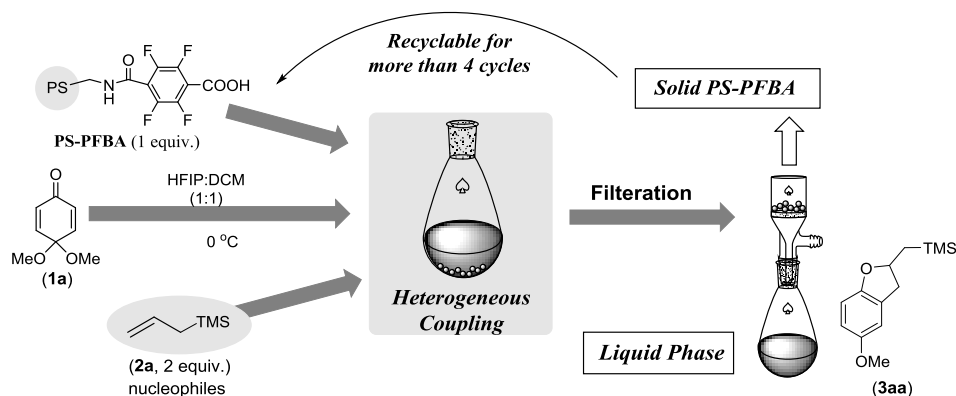 Recyclable for
more than 4 cycles
PS
N
H
O
F
F
F
F
COOH
PS-PFBA (1 equiv.)
Solid PS-PFBA
O
MeO
OMe
(1a)
HFIP:DCM
(1:1)
0 °C
Filteration
TMS
(2a, 2 equiv.)
nucleophiles
Heterogeneous
Coupling
Liquid Phase
TMS
O
OMe
(3aa)